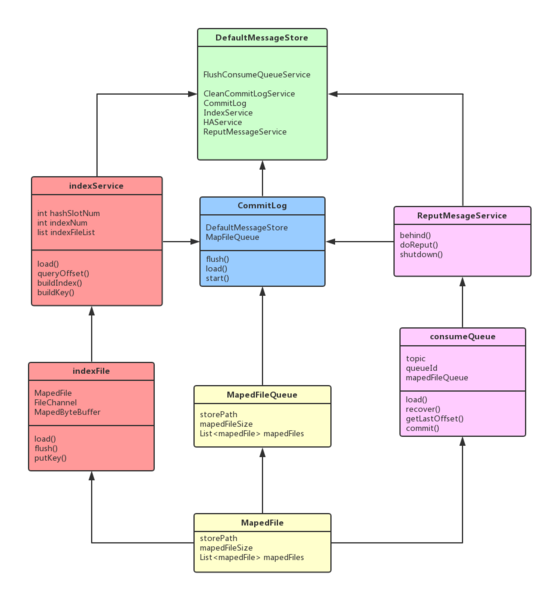 DefaultMessageStore
FlushConsumeQueueService
CleanCommitLogService
CommitLog
IndexService
HAService
ReputMessageService
indexService
int hashSlotNum
int indexNum
list indexFileList
load()
queryOffset()
buildIndex()
buildKey()
CommitLog
DefaultMessageStore
MapFileQueue
flush()
load()
start()
ReputMesageService
behind()
doReput()
shutdown()
indexFile
MapedFile
FileChannel
MapedByteBuffer
load()
flush()
putKey()
MapedFileQueue
storePath
mapedFileSize
List<mapedFile> mapedFiles
consumeQueue
topic
queueId
mapedFileQueue
load()
recover()
getLastOffset()
commit()
MapedFile
storePath
mapedFileSize
List<mapedFile> mapedFiles